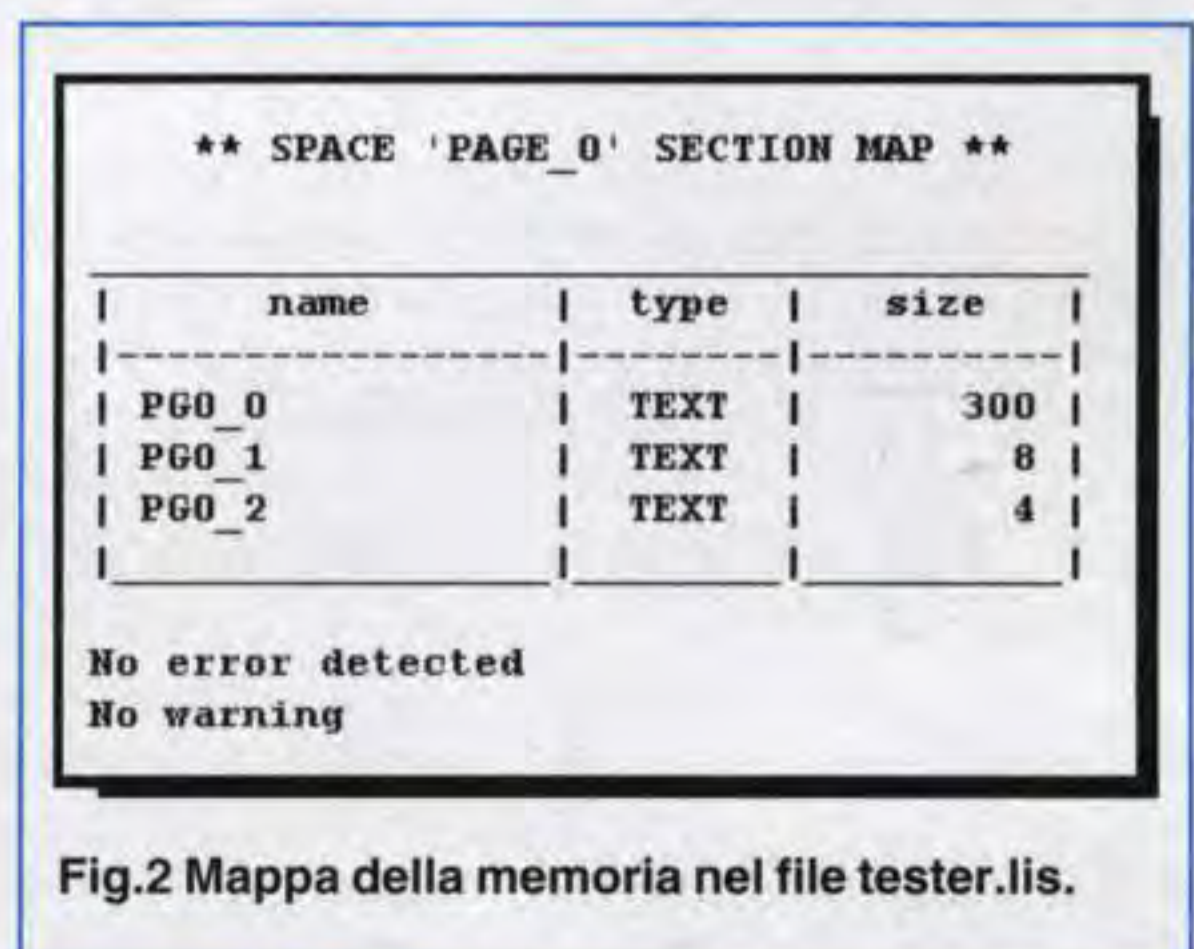 ** SPACE 'PAGE_0' SECTION MAP **
| name | type | size |
|-----------------|--------|----------|
| PG0_0 | TEXT | 300 |
| PG0_1 | TEXT | 8 |
| PG0_2 | TEXT | 4 |
No error detected
No warning
Fig.2 Mappa della memoria nel file tester.lis.